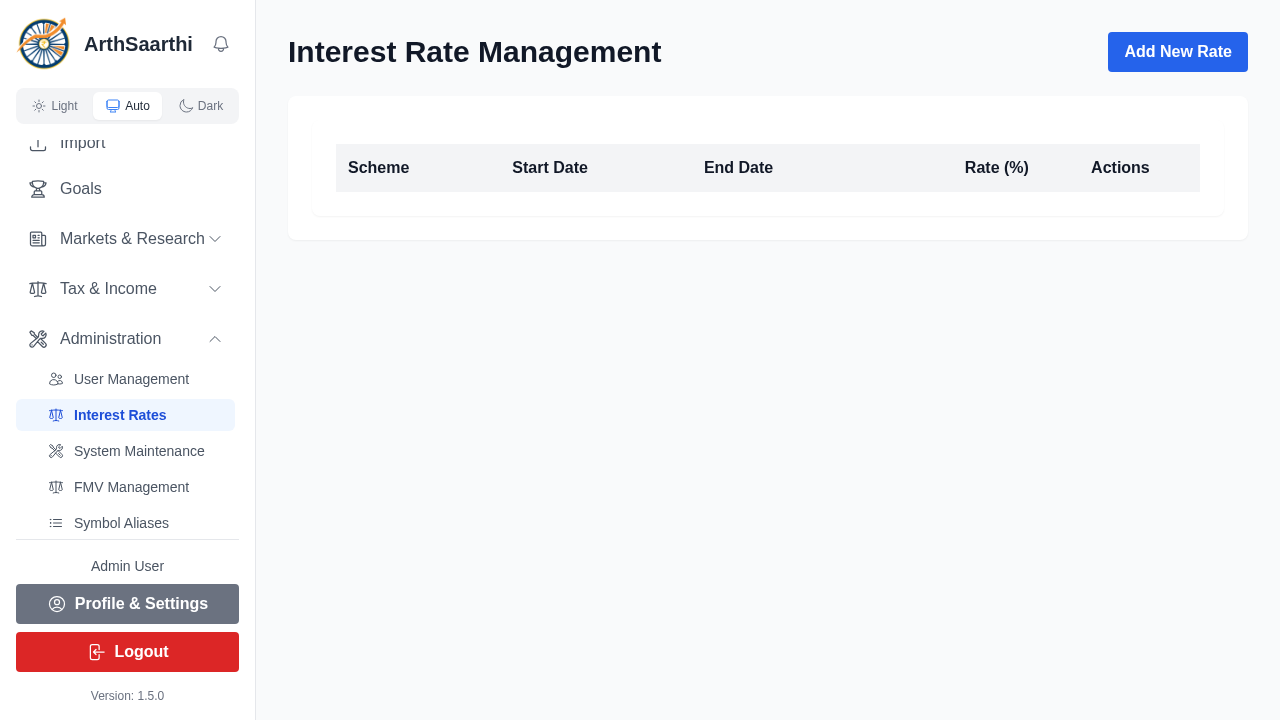 ArthSaarthi
Light
Auto
Dark
Import
Goals
Markets & Research
Tax & Income
Administration
User Management
Interest Rates
System Maintenance
FMV Management
Symbol Aliases
Admin User
Profile & Settings
Logout
Version: 1.5.0
Interest Rate Management
Add New Rate
Scheme Start Date End Date Rate (%) Actions